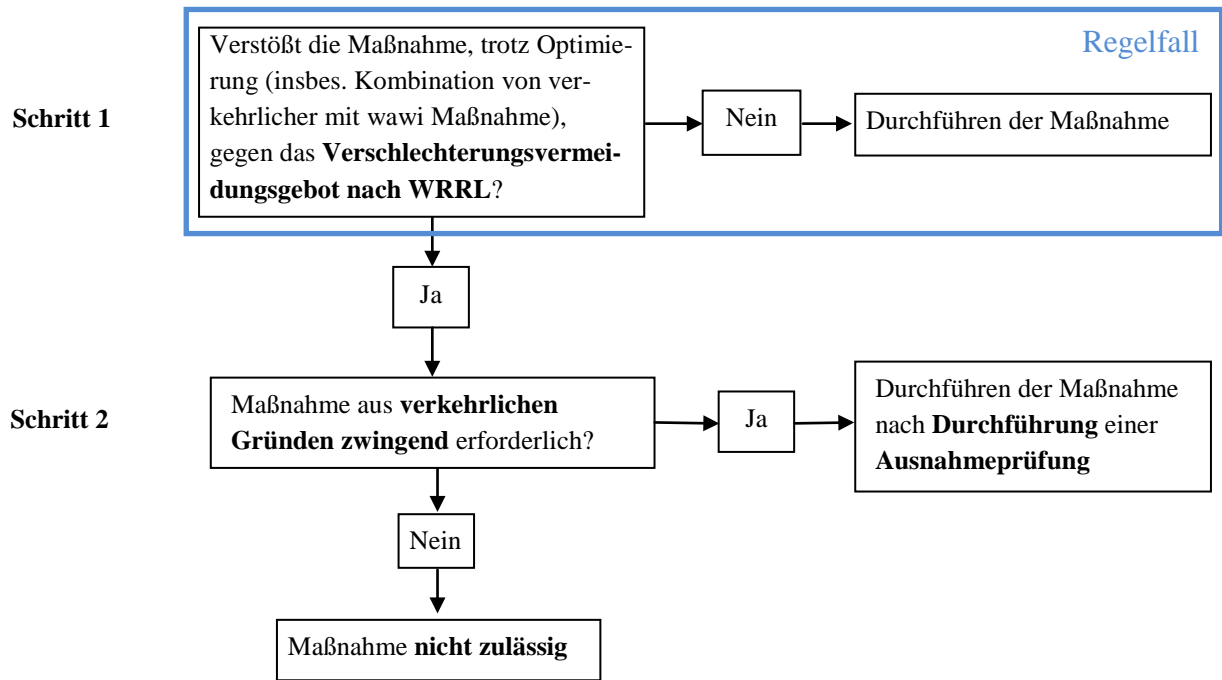 Regelfall
Schritt 1
Verstößt die Maßnahme, trotz Optimie-
rung (insbes. Kombination von ver-
kehrlicher mit wawi Maßnahme),
gegen das Verschlechterungsvermei-
dungsgebot nach WRRL?
Nein
Durchführen der Maßnahme
Ja
Schritt 2
Maßnahme aus verkehrlichen
Gründen zwingend erforderlich?
Ja
Durchführen der Maßnahme
nach Durchführung einer
Ausnahmeprüfung
Nein
Maßnahme nicht zulässig